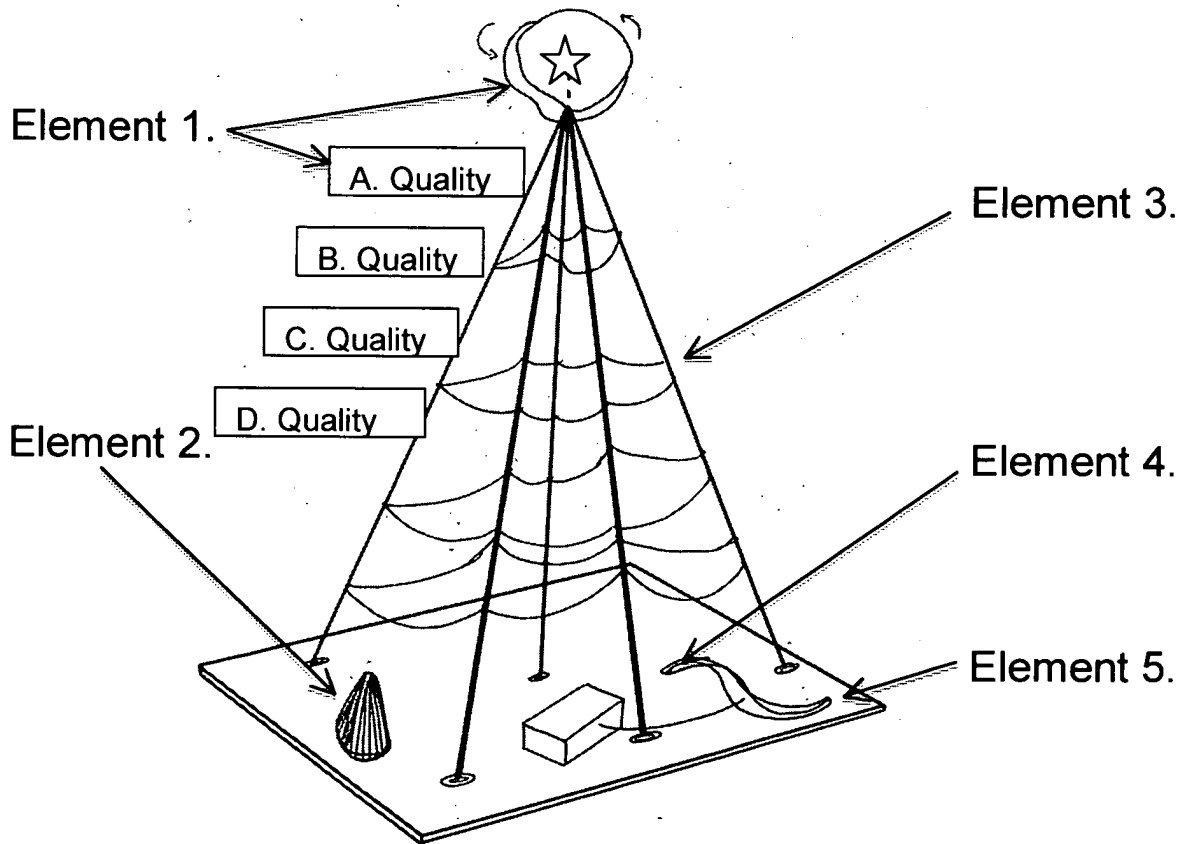 Element 1.
A. Quality
Element 3.
B. Quality
C. Quality
D. Quality
Element 2.
Element 4.
Element 5.